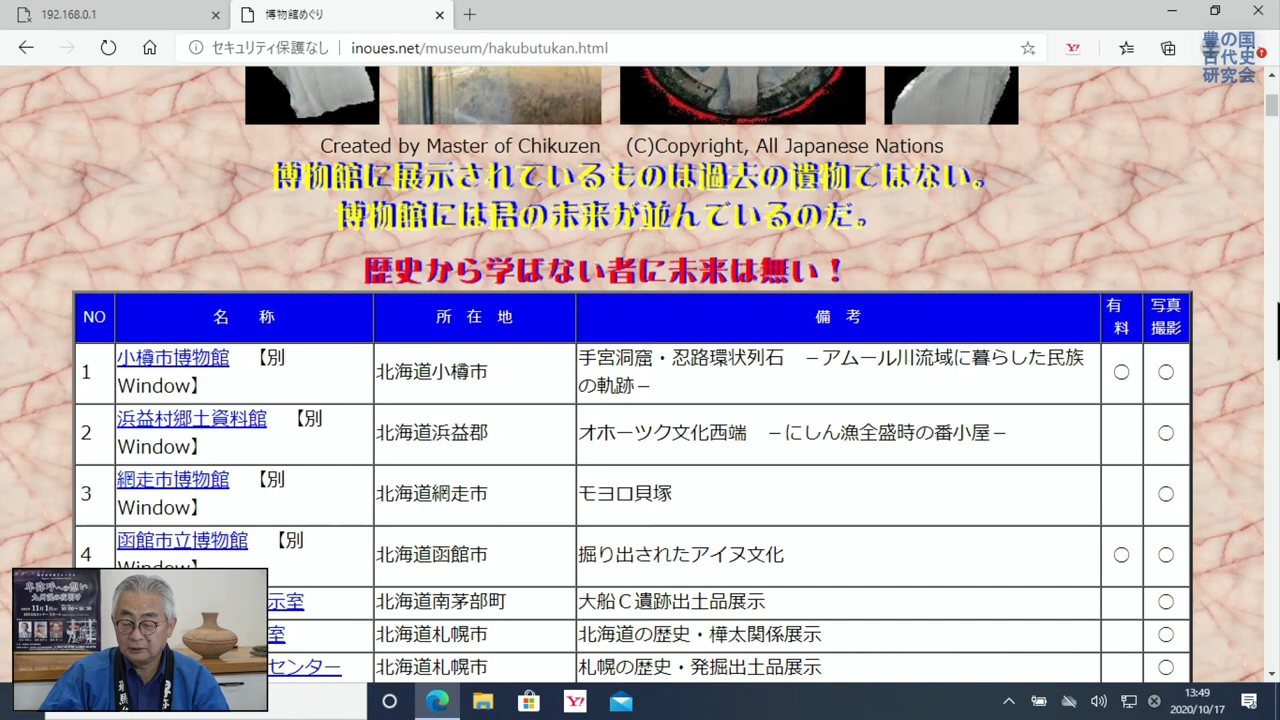 192.168.0.1
博物館めぐり
セキュリティ保護なし
inoues.net/museum/hakubutukan.html
豊の国
古代史
研究会
Created by Master of Chikuzen (C)Copyright, All Japanese Nations
博物館に展示されているものは過去の遺物ではない。
博物館には君の未来が並んでいるのだ。
歴史から学ばない者に未来は無い！
NO 名 称 所 在 地 備 考 有料 写真撮影
1 小樽市博物館 【別Window】 北海道小樽市 手宮洞窟・忍路環状列石 －アムール川流域に暮らした民族の軌跡－ ○ ○
2 浜益村郷土資料館 【別Window】 北海道浜益郡 オホーツク文化西端 －にしん漁全盛時の番小屋－ ○
3 網走市博物館 【別Window】 北海道網走市 モヨロ貝塚 ○
4 函館市立博物館 【別Window】 北海道函館市 掘り出されたアイヌ文化 ○ ○
示室 北海道南茅部町 大船Ｃ遺跡出土品展示 ○
室 北海道札幌市 北海道の歴史・樺太関係展示 ○
センター 北海道札幌市 札幌の歴史・発掘出土品展示 ○
11月1日
13:49
2020/10/17